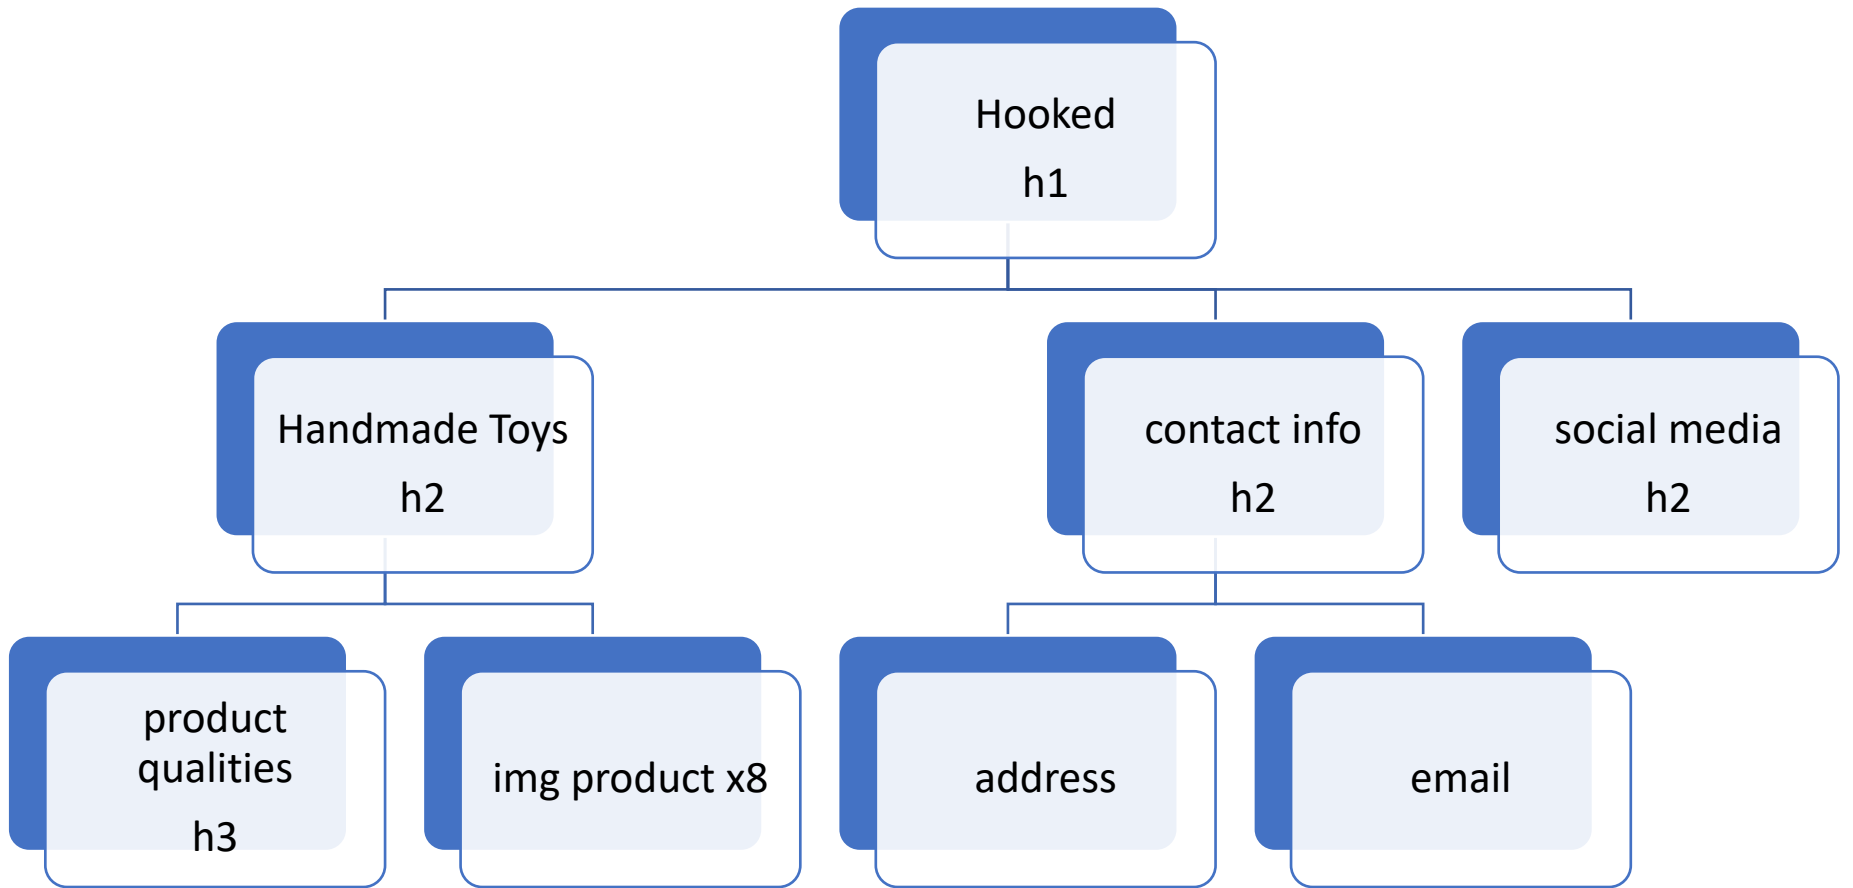 Hooked
h1
Handmade Toys
h2
contact info
h2
social media
h2
product
qualities
h3
img product x8
address
email